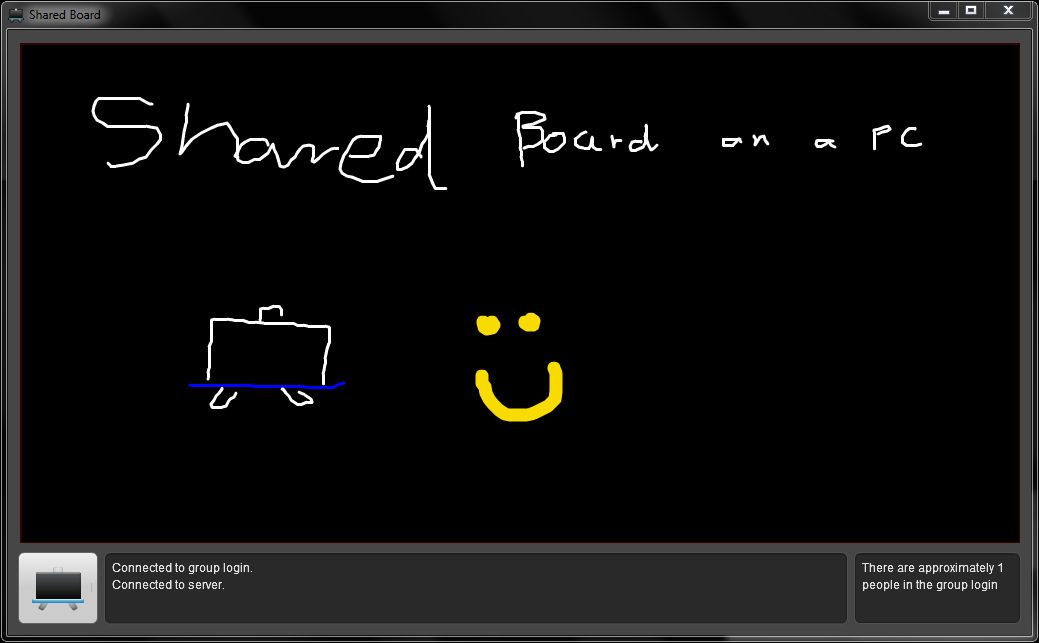 Shared Board
Shared Board on a PC
Connected to group login.
Connected to server.
There are approximately 1
people in the group login